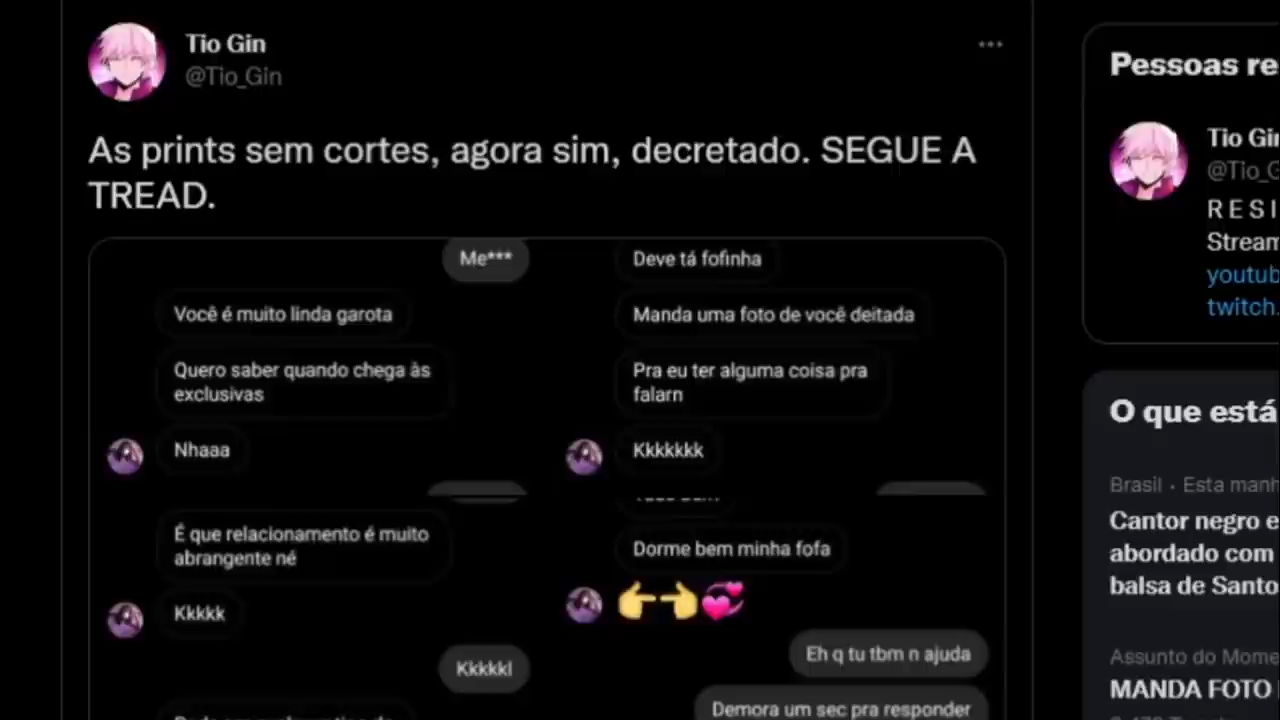 Tio Gin
@Tio_Gin
As prints sem cortes, agora sim, decretado. SEGUE A
TREAD.
Me***
Você é muito linda garota
Quero saber quando chega às
exclusivas
Nhaaa
Deve tá fofinha
Manda uma foto de você deitada
Pra eu ter alguma coisa pra
falarn
Kkkkkkk
É que relacionamento é muito
abrangente né
Kkkkk
Kkkkkl
Dorme bem minha fofa
👉👈💞
Eh q tu tbm n ajuda
Demora um sec pra responder
Pessoas re
Tio Gin
@Tio_G
R E S I
Stream
youtub
twitch.
O que está
Brasil · Esta manh
Cantor negro e
abordado com
balsa de Santo
Assunto do Mome
MANDA FOTO